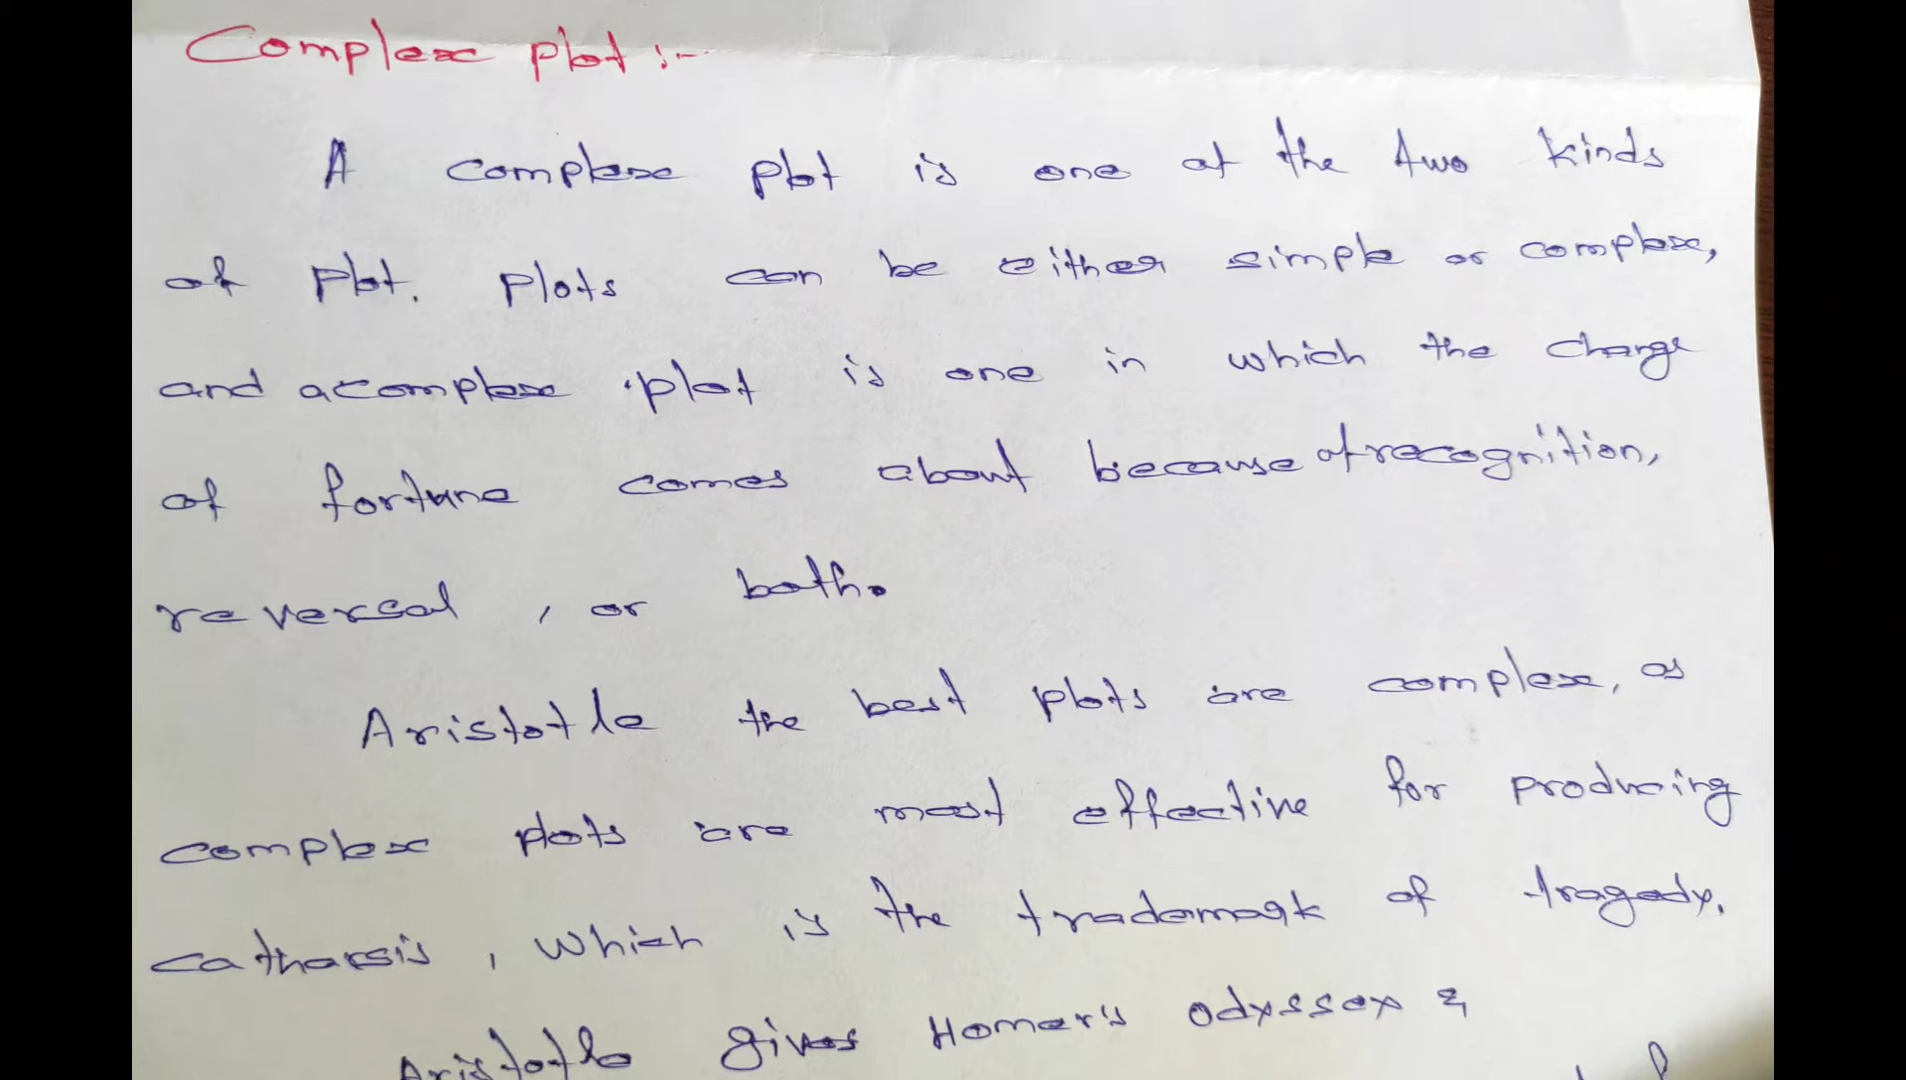 Complex plot :-
A complex plot is one of the two kinds
of plot. Plots can be either simple or complex,
and a complex plot is one in which the change
of fortune comes about because of recognition,
reversal , or both.
Aristotle the best plots are complex, as
complex plots are most effective for producing
catharsis , which is the trademark of tragedy.
Aristotle gives Homer's odyssey &